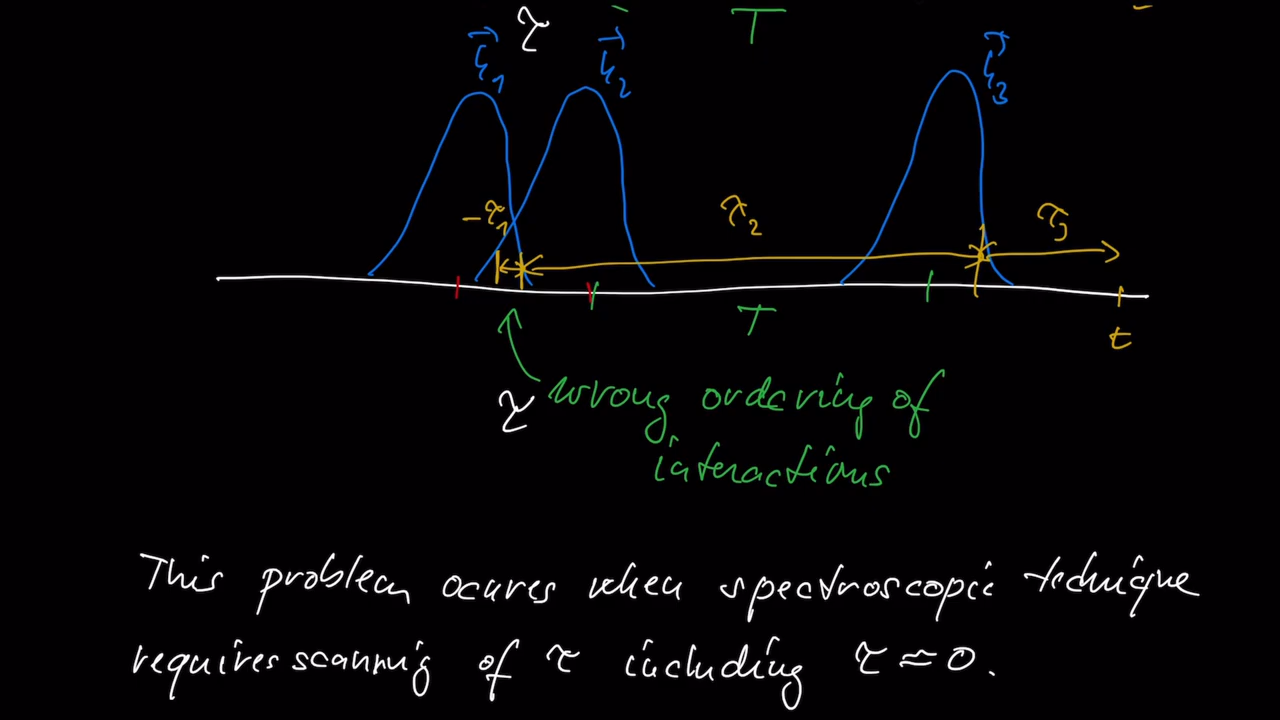 τ T
k⃗₁ k⃗₂ k⃗₃
-τ₁ τ₂ τ₃
T t
τ wrong ordering of
interactions
This problem ocures when spectroscopic technique
requires scanning of τ including τ≈0.